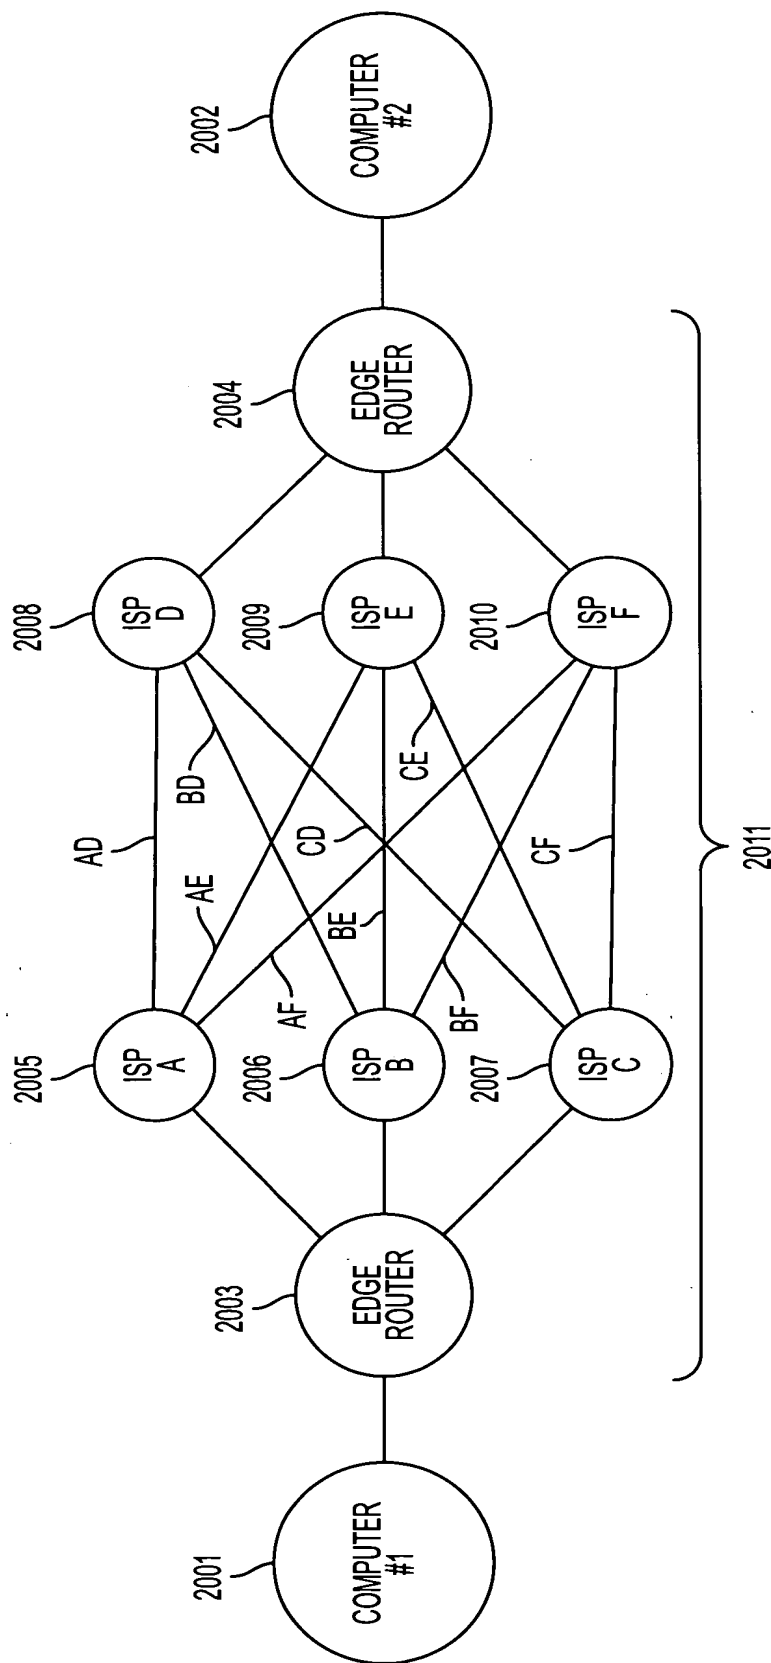 2001
COMPUTER
#1
2003
EDGE
ROUTER
2005
ISP
A
2006
ISP
B
2007
ISP
C
AD
AE
AF
BD
BE
BF
CD
CE
CF
2008
ISP
D
2009
ISP
E
2010
ISP
F
2004
EDGE
ROUTER
2002
COMPUTER
#2
2011